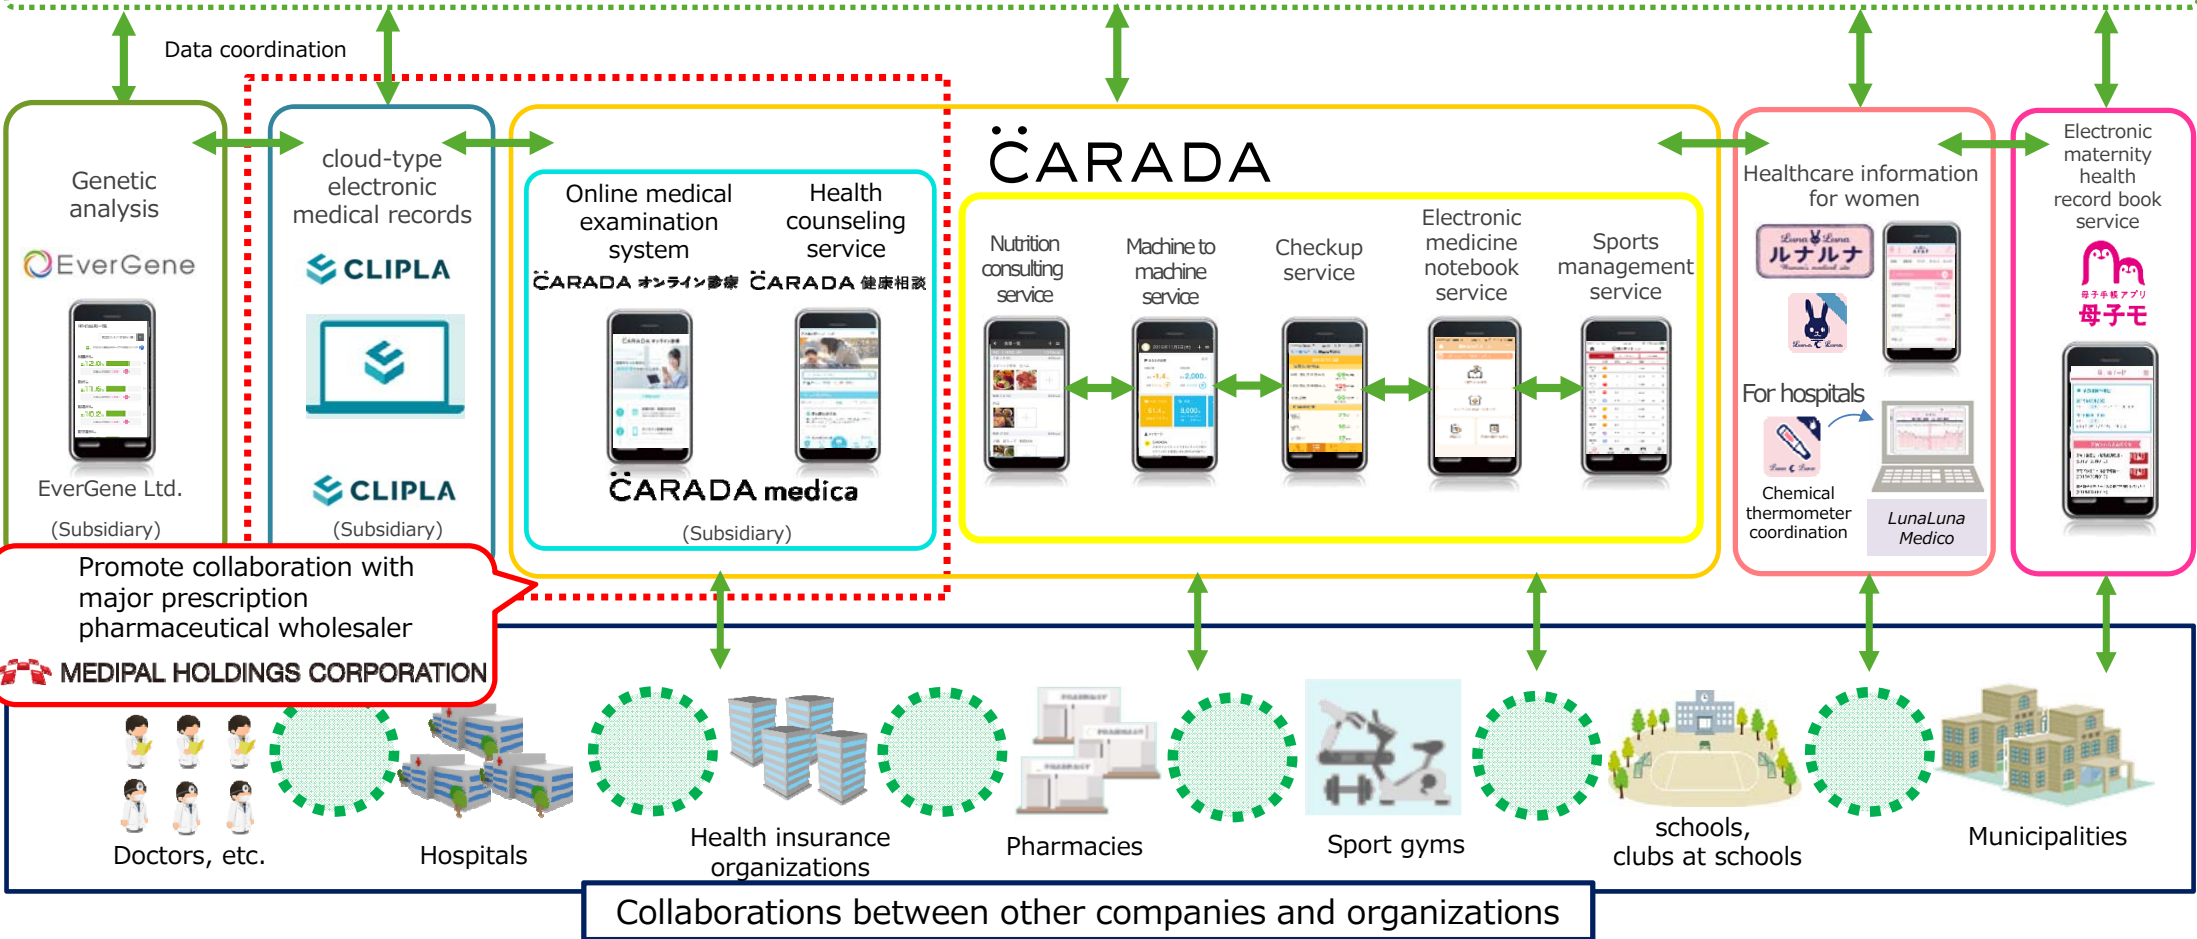 Data coordination
Genetic
analysis
EverGene
EverGene Ltd.
(Subsidiary)
cloud-type
electronic
medical records
CLIPLA
CLIPLA
(Subsidiary)
CARADA
Online medical
examination
system
CARADA オンライン診療
Health
counseling
service
CARADA 健康相談
CARADA medica
(Subsidiary)
Nutrition
consulting
service
Machine to
machine
service
Checkup
service
Electronic
medicine
notebook
service
Sports
management
service
Healthcare information
for women
Luna Luna
ルナルナ
Luna Luna
For hospitals
Luna Luna
Chemical
thermometer
coordination
LunaLuna
Medico
Electronic
maternity
health
record book
service
母子手帳アプリ
母子モ
Promote collaboration with
major prescription
pharmaceutical wholesaler
MEDIPAL HOLDINGS CORPORATION
Doctors, etc.
Hospitals
Health insurance
organizations
Pharmacies
Sport gyms
schools,
clubs at schools
Municipalities
Collaborations between other companies and organizations